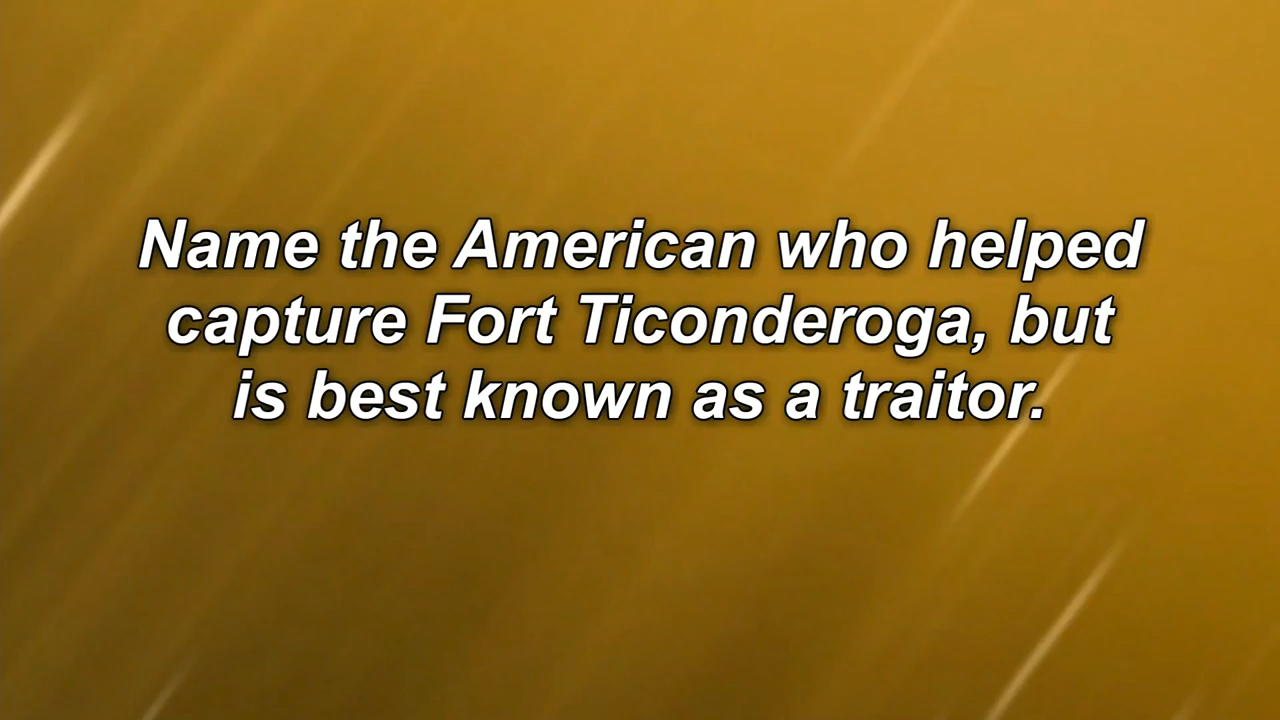 Name the American who helped
capture Fort Ticonderoga, but
is best known as a traitor.